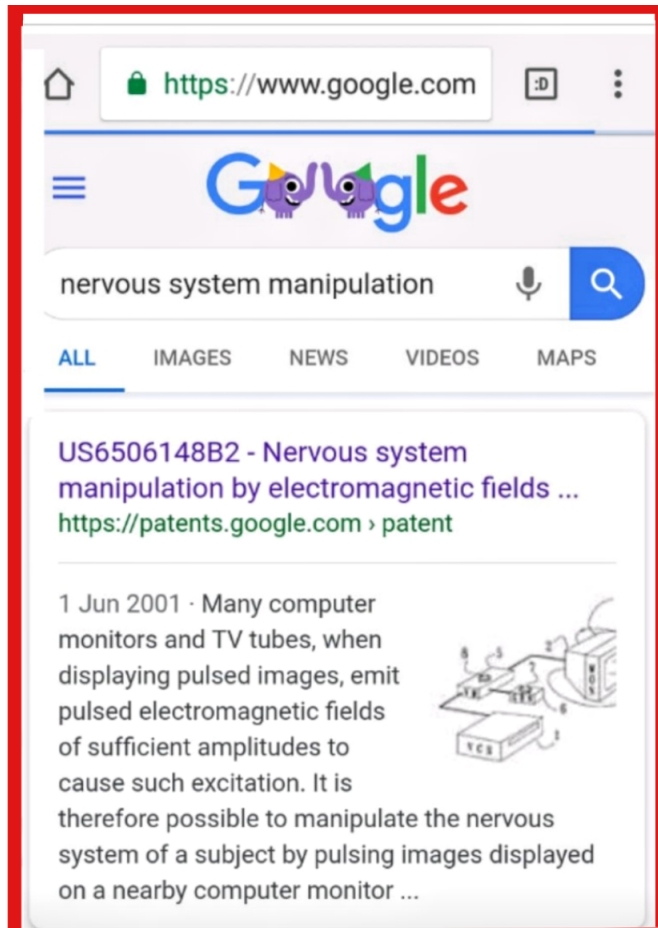 https://www.google.com
:D
Google
nervous system manipulation
ALL IMAGES NEWS VIDEOS MAPS
US6506148B2 - Nervous system
manipulation by electromagnetic fields ...
https://patents.google.com › patent
1 Jun 2001 · Many computer
monitors and TV tubes, when
displaying pulsed images, emit
pulsed electromagnetic fields
of sufficient amplitudes to
cause such excitation. It is
therefore possible to manipulate the nervous
system of a subject by pulsing images displayed
on a nearby computer monitor ...